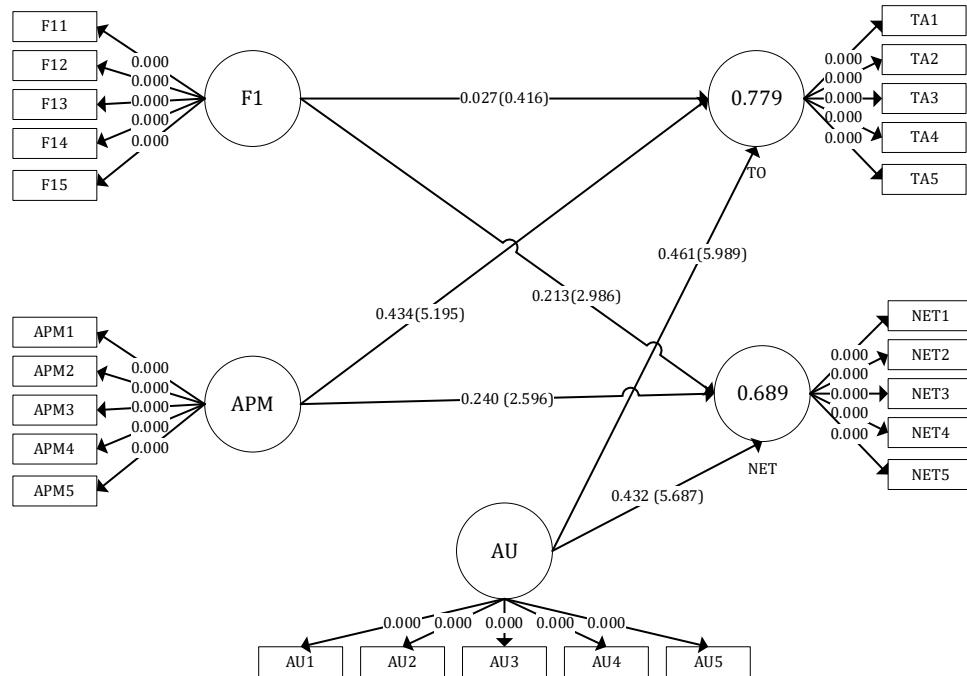 F11
F12
F13
F14
F15
0.000
0.000
0.000
0.000
0.000
F1
0.027(0.416)
0.779
TO
0.000
0.000
0.000
0.000
0.000
TA1
TA2
TA3
TA4
TA5
0.461(5.989)
0.213(2.986)
0.434(5.195)
APM1
APM2
APM3
APM4
APM5
0.000
0.000
0.000
0.000
0.000
APM
0.240 (2.596)
0.689
NET
0.000
0.000
0.000
0.000
0.000
NET1
NET2
NET3
NET4
NET5
0.432 (5.687)
AU
0.000 0.000 0.000 0.000 0.000
AU1 AU2 AU3 AU4 AU5